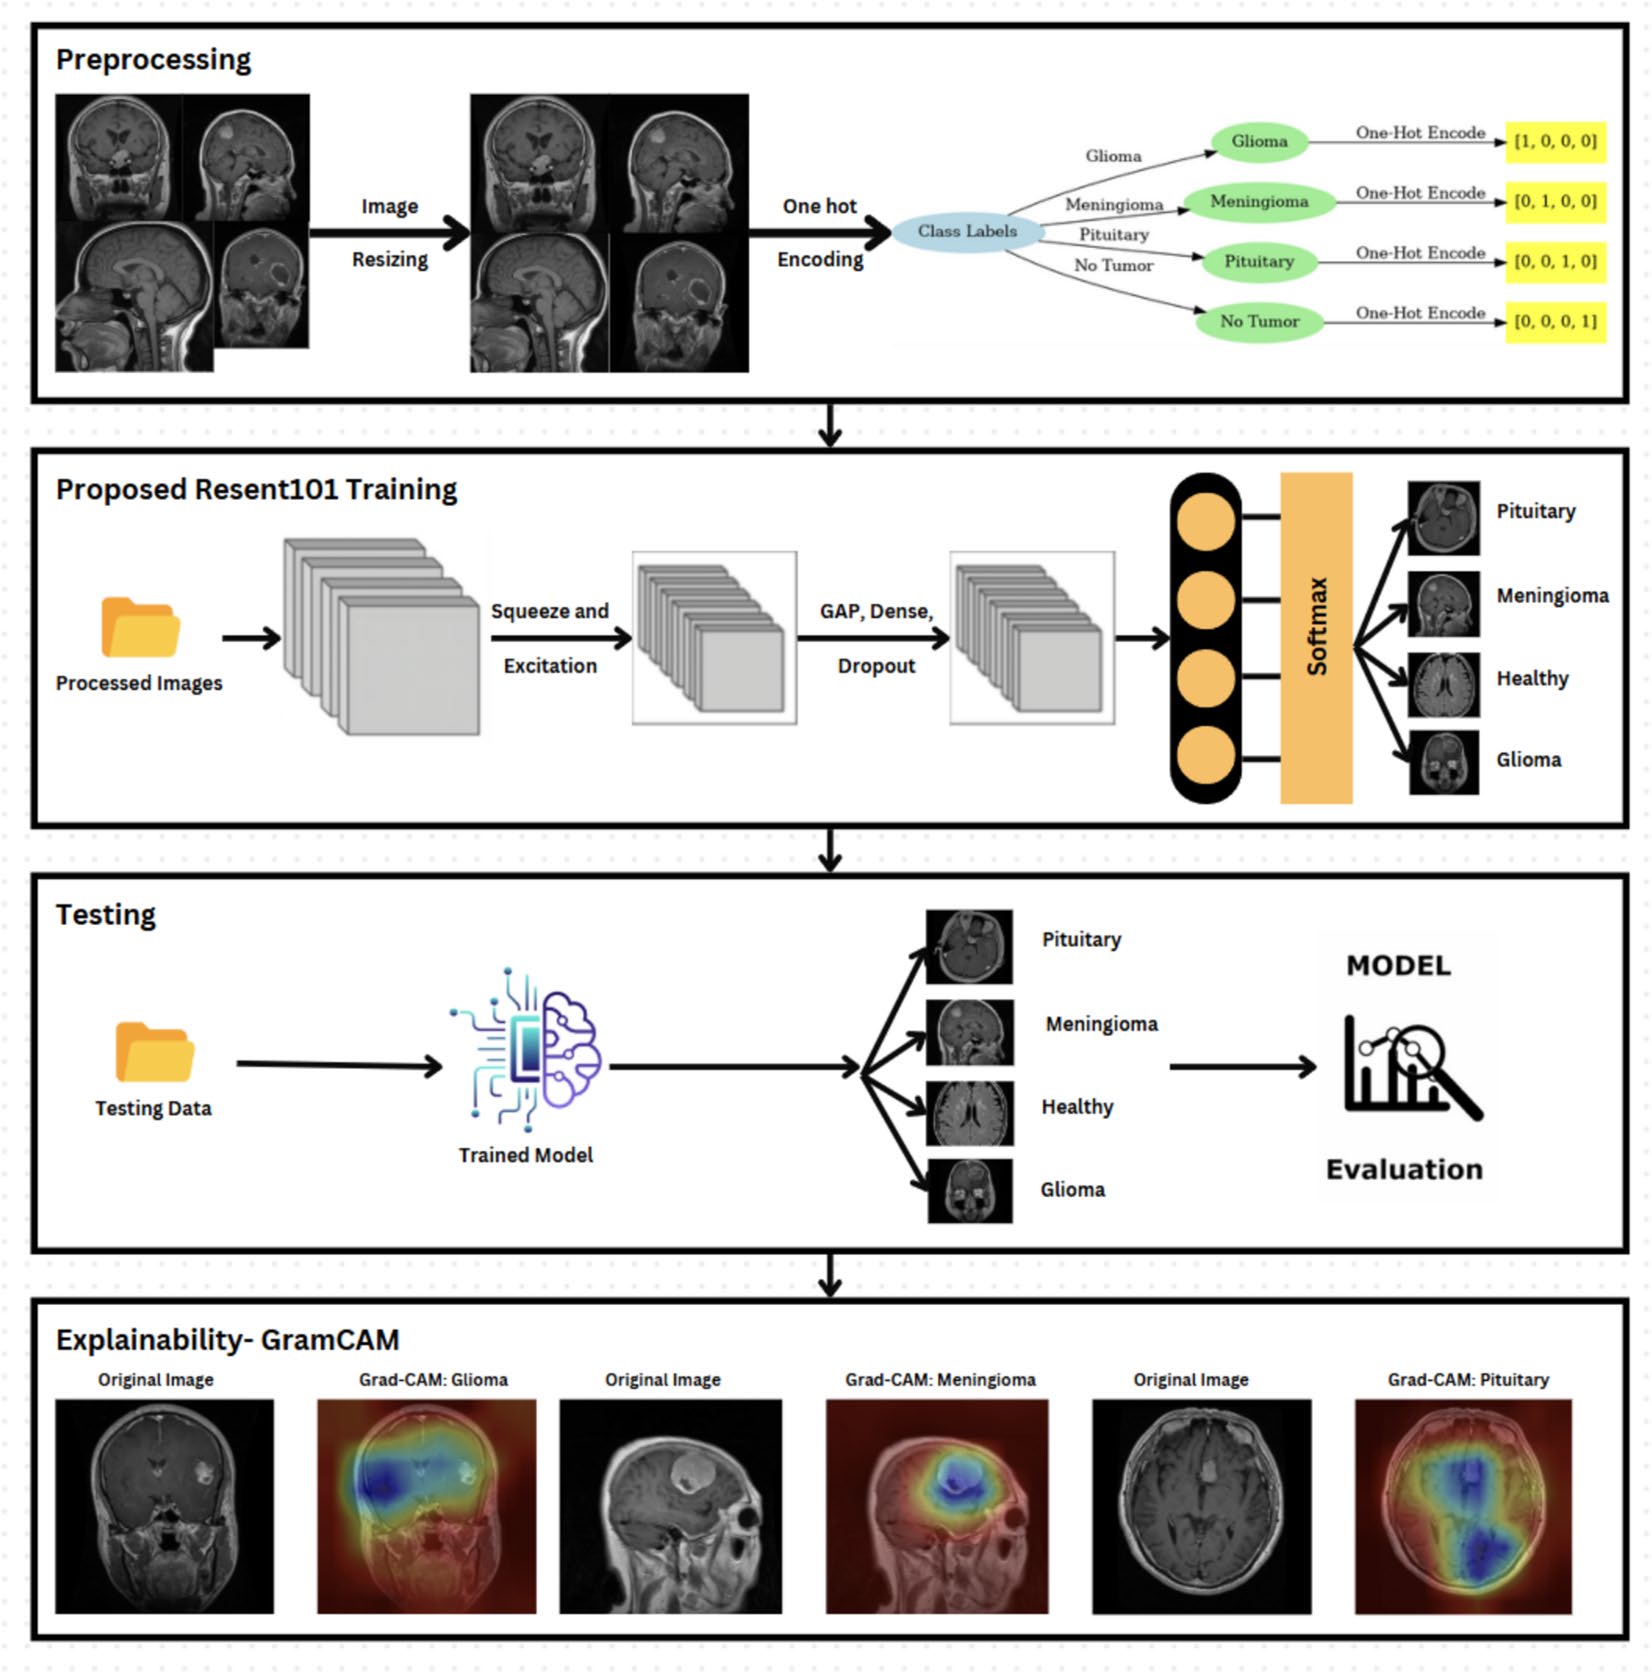 Preprocessing
Image
Resizing
One hot
Encoding
Class Labels
Glioma
Meningioma
Pituitary
No Tumor
Glioma
One-Hot Encode
[1, 0, 0, 0]
Meningioma
One-Hot Encode
[0, 1, 0, 0]
Pituitary
One-Hot Encode
[0, 0, 1, 0]
No Tumor
One-Hot Encode
[0, 0, 0, 1]
Proposed Resent101 Training
Processed Images
Squeeze and
Excitation
GAP, Dense,
Dropout
Softmax
Pituitary
Meningioma
Healthy
Glioma
Testing
Testing Data
Trained Model
Pituitary
Meningioma
Healthy
Glioma
MODEL
Evaluation
Explainability- GramCAM
Original Image
Grad-CAM: Glioma
Original Image
Grad-CAM: Meningioma
Original Image
Grad-CAM: Pituitary